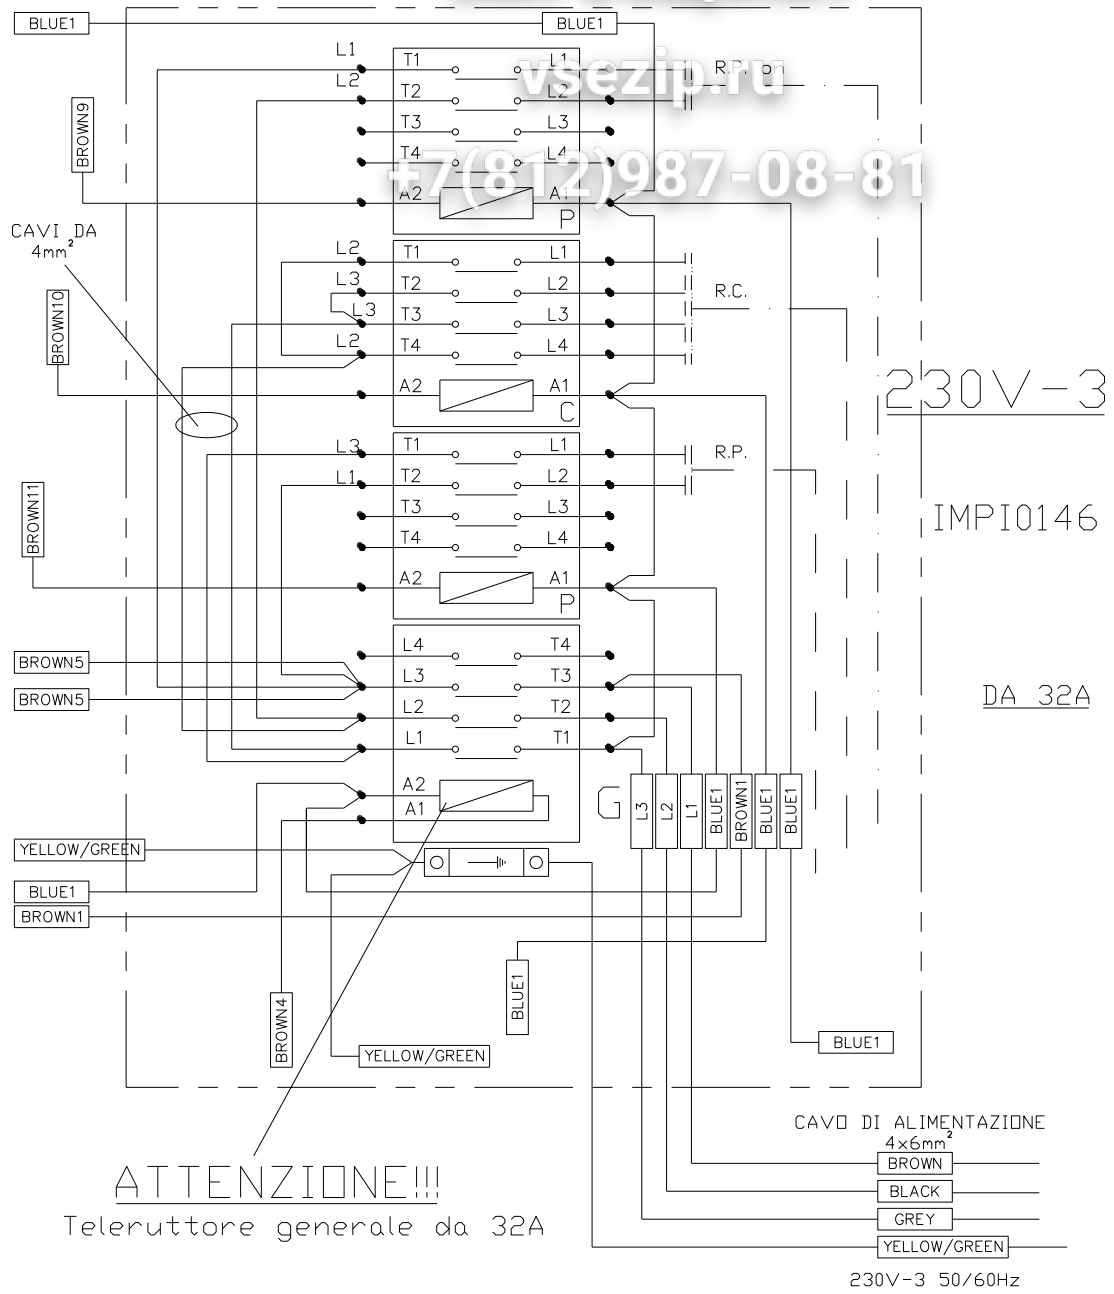 BLUE1
BLUE1
vsezip.ru
+7(812)987-08-81
L1
T1
L1
R.P.
L2
T2
L2
BROWN9
T3
L3
T4
L4
A2
A1
P
CAVI DA
4mm²
L2
T1
L1
L3
T2
L2
R.C.
BROWN10
L3
T3
L3
L2
T4
L4
A2
A1
C
230V-3
L3
T1
L1
R.P.
L1
T2
L2
BROWN11
T3
L3
IMPI0146
T4
L4
A2
A1
P
L4
T4
BROWN5
L3
T3
BROWN5
DA 32A
L2
T2
L1
T1
A2
A1
G
L3
L2
L1
BLUE1
BROWN1
BLUE1
BLUE1
YELLOW/GREEN
BLUE1
BROWN1
BLUE1
BROWN4
BLUE1
YELLOW/GREEN
CAVO DI ALIMENTAZIONE
4x6mm²
BROWN
ATTENZIONE!!!
BLACK
Teleruttore generale da 32A
GREY
YELLOW/GREEN
230V-3 50/60Hz